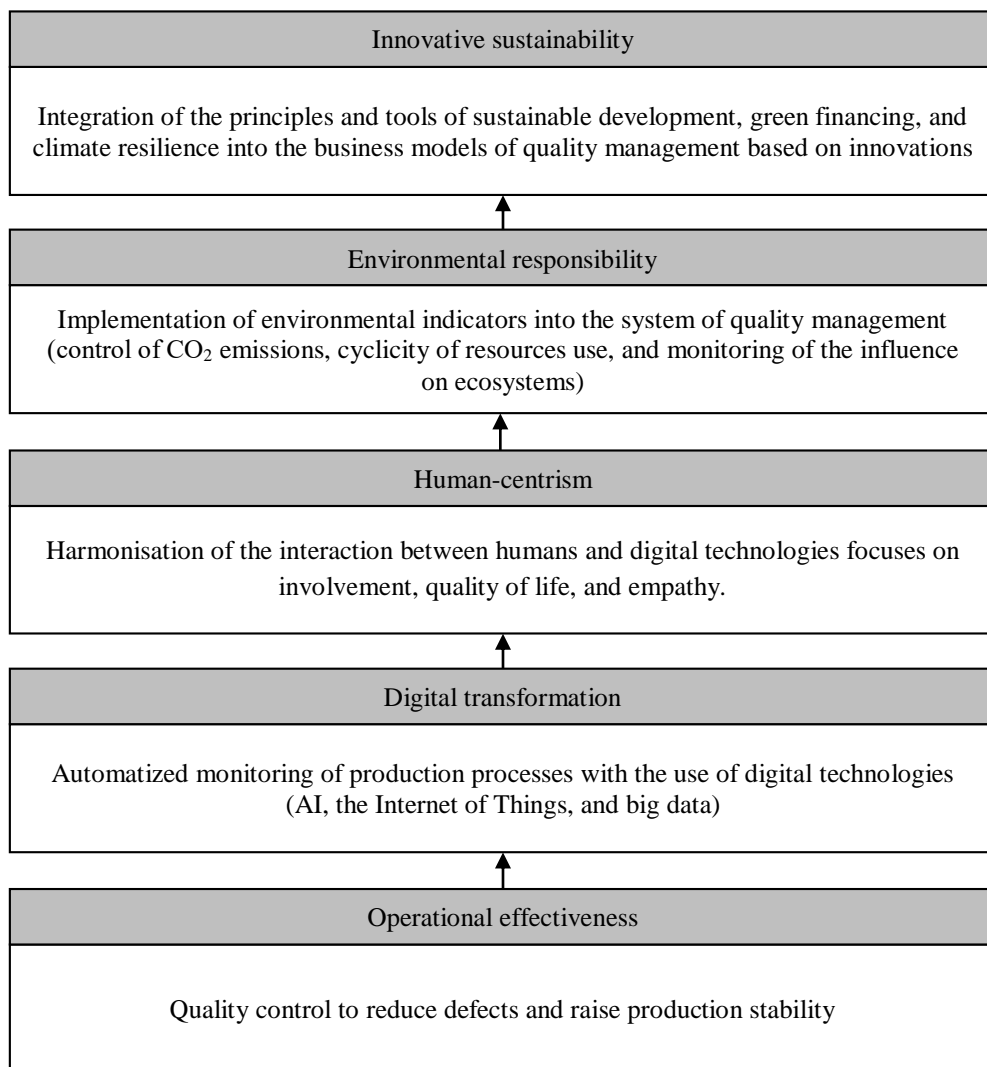 Innovative sustainability
Integration of the principles and tools of sustainable development, green financing, and
climate resilience into the business models of quality management based on innovations
Environmental responsibility
Implementation of environmental indicators into the system of quality management
(control of CO₂ emissions, cyclicity of resources use, and monitoring of the influence
on ecosystems)
Human-centrism
Harmonisation of the interaction between humans and digital technologies focuses on
involvement, quality of life, and empathy.
Digital transformation
Automatized monitoring of production processes with the use of digital technologies
(AI, the Internet of Things, and big data)
Operational effectiveness
Quality control to reduce defects and raise production stability